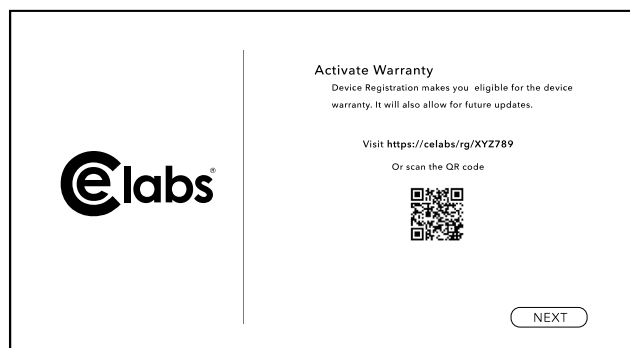 Celabs®
Activate Warranty
Device Registration makes you eligible for the device
warranty. It will also allow for future updates.
Visit https://celabs/rg/XYZ789
Or scan the QR code
NEXT